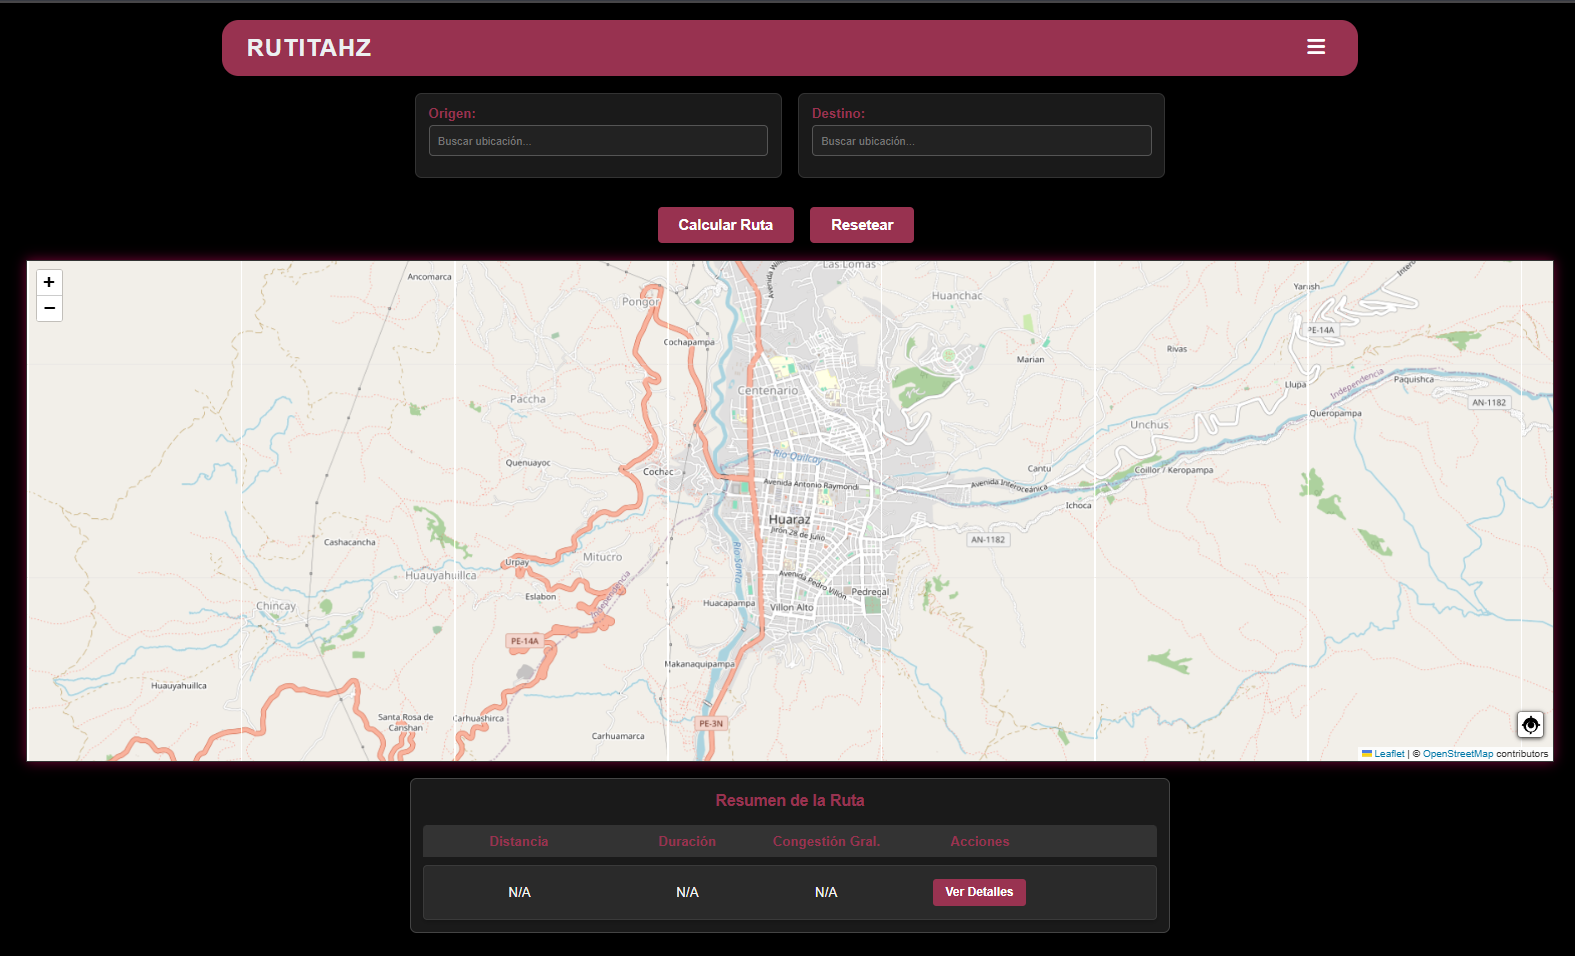 RUTITAHZ
Origen:
Destino:
Buscar ubicación...
Buscar ubicación...
Calcular Ruta
Resetear
+
−
Ancomarca
Las Lomas
Pongor
Huanchac
Yarush
PE-14A
Cochapampa
Marian
Rivas
Llupa
Independencia
Paquishca
AN-1182
Centenario
Paccha
Queropampa
Unchus
Río Quilcay
Quenuayoc
Cochac
Cantu
Coillor / Keropampa
Avenida Antonio Raymondi
Avenida Interoceánica
Ichoca
Huaraz
Jirón 28 de Julio
AN-1182
Cashacancha
Mitucro
Urpay
Río Santa
Huauyahuillca
Independencia
Avenida Pedro Villón
Pedregal
Eslabon
Huacapampa
Villon Alto
Chincay
PE-14A
Makanaquipampa
Huauyahuillca
Santa Rosa de
Canshan
Carhuashirca
PE-3N
Carhuamarca
Leaflet | © OpenStreetMap contributors
Resumen de la Ruta
Distancia
Duración
Congestión Gral.
Acciones
N/A
N/A
N/A
Ver Detalles